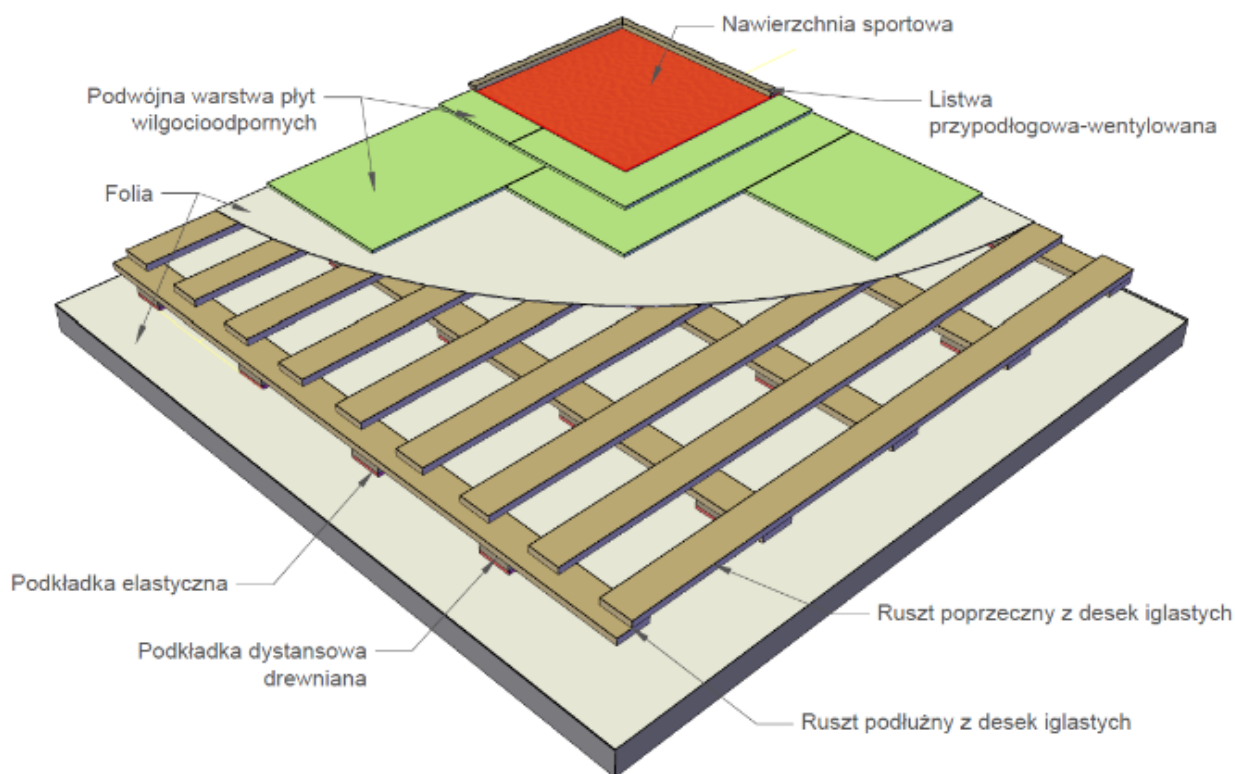 Nawierzchnia sportowa
Podwójna warstwa płyt
wilgocioodpornych
Listwa
przypodłogowa-wentylowana
Folia
Podkładka elastyczna
Ruszt poprzeczny z desek iglastych
Podkładka dystansowa
drewniana
Ruszt podłużny z desek iglastych